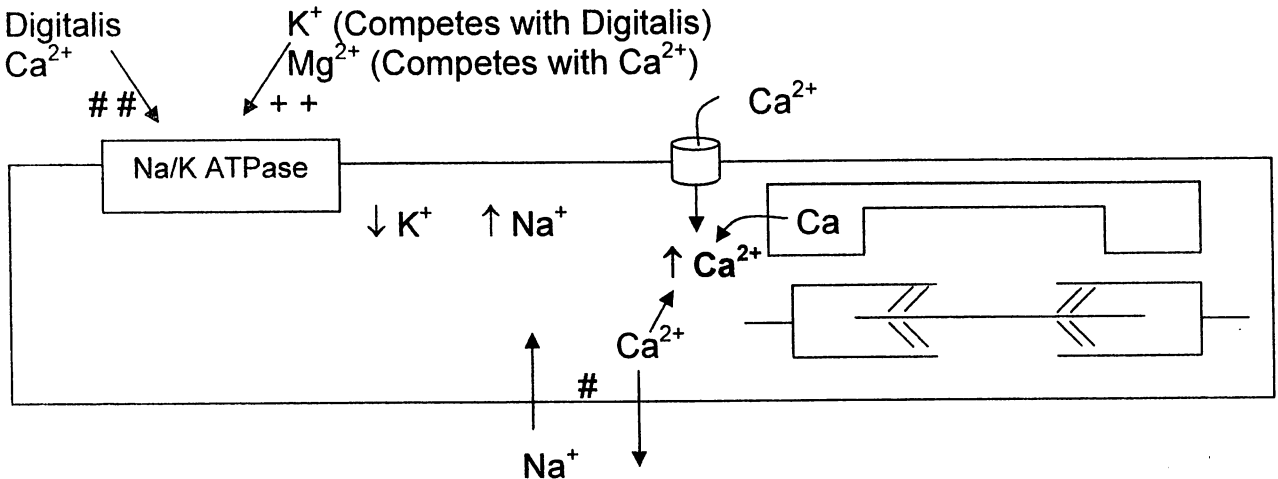 Digitalis
Ca²⁺
K⁺ (Competes with Digitalis)
Mg²⁺ (Competes with Ca²⁺)
# #
+ +
Ca²⁺
Na/K ATPase
↓ K⁺ ↑ Na⁺
Ca
↑ Ca²⁺
Ca²⁺
#
Na⁺